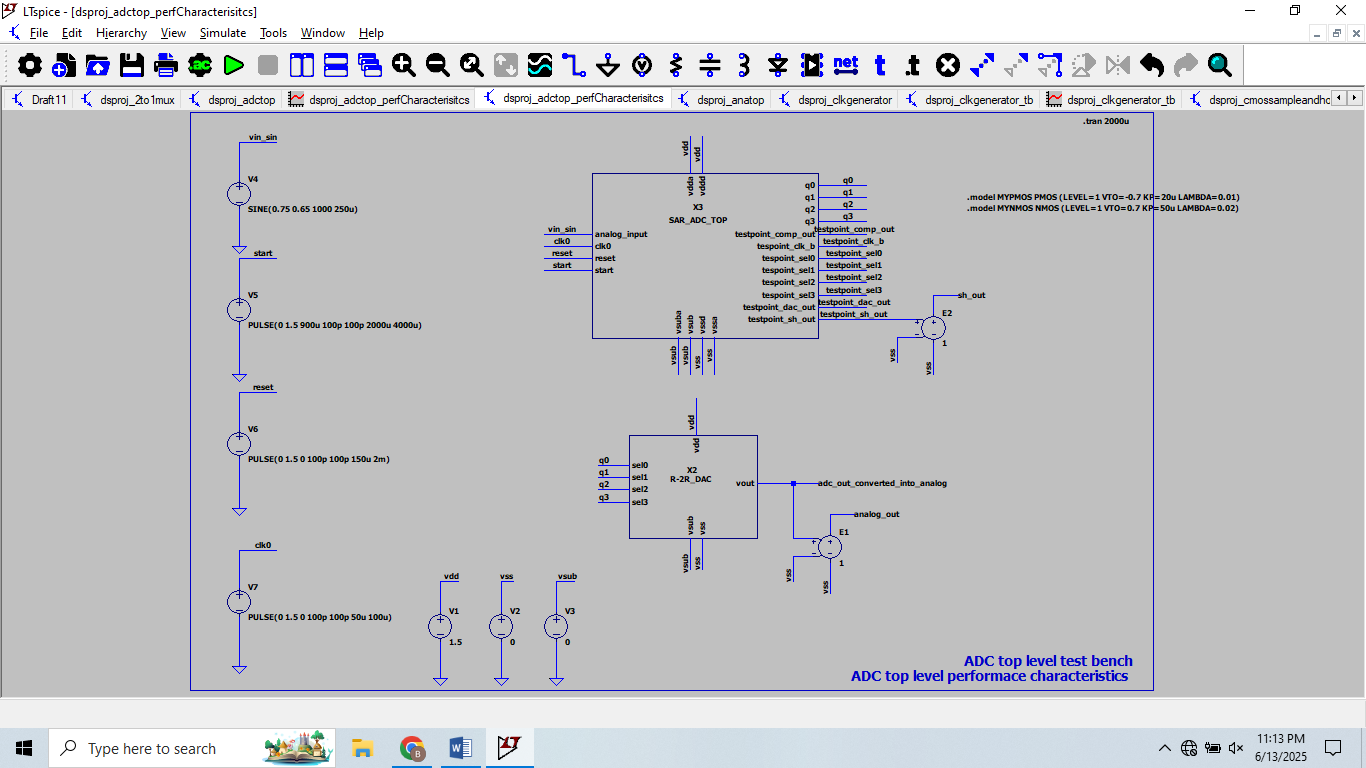 LTspice - [dsproj_adctop_perfCharacterisitcs]
File Edit Hierarchy View Simulate Tools Window Help
.ac
net t .t
Draft11 dsproj_2to1mux dsproj_adctop dsproj_adctop_perfCharacterisitcs dsproj_adctop_perfCharacterisitcs dsproj_anatop dsproj_clkgenerator dsproj_clkgenerator_tb dsproj_clkgenerator_tb dsproj_cmossampleandhc
.tran 2000u
.model MYPMOS PMOS (LEVEL=1 VTO=-0.7 KP=20u LAMBDA=0.01)
.model MYNMOS NMOS (LEVEL=1 VTO=0.7 KP=50u LAMBDA=0.02)
vin_sin
V4
SINE(0.75 0.65 1000 250u)
start
V5
PULSE(0 1.5 900u 100p 100p 2000u 4000u)
reset
V6
PULSE(0 1.5 0 100p 100p 150u 2m)
clk0
V7
PULSE(0 1.5 0 100p 100p 50u 100u)
vdd vdd
vdda vddd
X3
SAR_ADC_TOP
vin_sin analog_input
clk0 clk0
reset reset
start start
q0 q0
q1 q1
q2 q2
q3 q3
testpoint_comp_out testpoint_comp_out
tespoint_clk_b testpoint_clk_b
tespoint_sel0 testpoint_sel0
tespoint_sel1 testpoint_sel1
tespoint_sel2 testpoint_sel2
tespoint_sel3 testpoint_sel3
testpoint_dac_out testpoint_dac_out
testpoint_sh_out testpoint_sh_out
vsuba vsub vssd vssa
vsub vsub vss vss
sh_out
E2
1
vss vss
vdd
vdd
X2
R-2R_DAC
q0 sel0
q1 sel1
q2 sel2
q3 sel3
vout adc_out_converted_into_analog
vsub vss
vsub vss
analog_out
E1
1
vss vss
vdd vss vsub
V1 V2 V3
1.5 0 0
ADC top level test bench
ADC top level performace characteristics
Type here to search
11:13 PM
6/13/2025